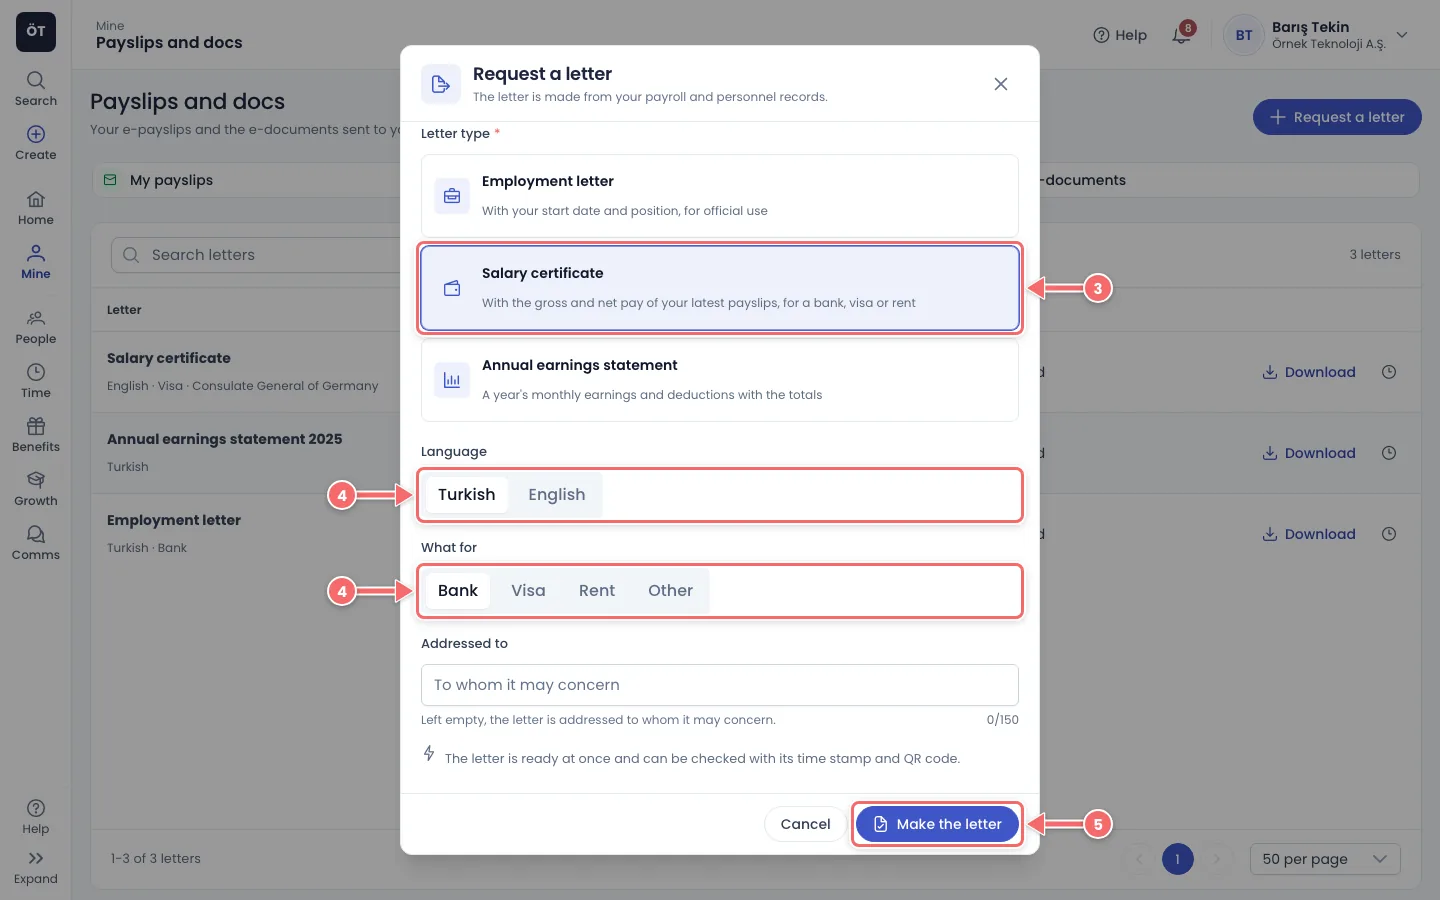 ÖT
Mine
Payslips and docs
Help
8
BT
Barış Tekin
Örnek Teknoloji A.Ş.
Search
Create
Home
Mine
People
Time
Benefits
Growth
Comms
Help
Expand
Payslips and docs
Your e-payslips and the e-documents sent to yo
Request a letter
My payslips
-documents
Search letters
3 letters
Letter
Salary certificate
English · Visa · Consulate General of Germany
Download
Annual earnings statement 2025
Turkish
Download
Employment letter
Turkish · Bank
Download
1-3 of 3 letters
1
50 per page
Request a letter
The letter is made from your payroll and personnel records.
Letter type *
Employment letter
With your start date and position, for official use
Salary certificate
With the gross and net pay of your latest payslips, for a bank, visa or rent
3
Annual earnings statement
A year's monthly earnings and deductions with the totals
Language
4
Turkish English
What for
4
Bank Visa Rent Other
Addressed to
To whom it may concern
Left empty, the letter is addressed to whom it may concern.
0/150
The letter is ready at once and can be checked with its time stamp and QR code.
Cancel
Make the letter
5